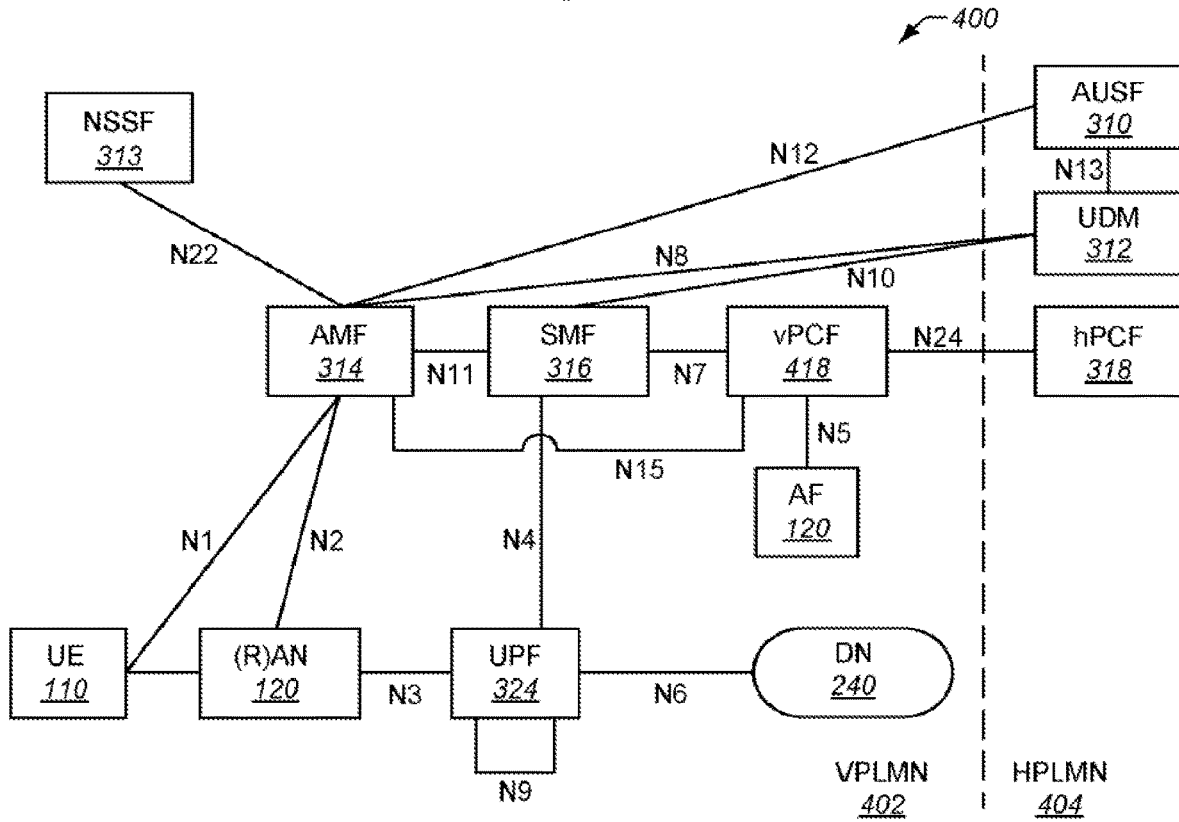 400
NSSF
313
AUSF
310
N12
N13
UDM
312
N22
N8
N10
AMF
314
N11
SMF
316
N7
vPCF
418
N24
hPCF
318
N15
N5
AF
120
N1
N2
N4
UE
110
(R)AN
120
N3
UPF
324
N6
DN
240
N9
VPLMN
402
HPLMN
404